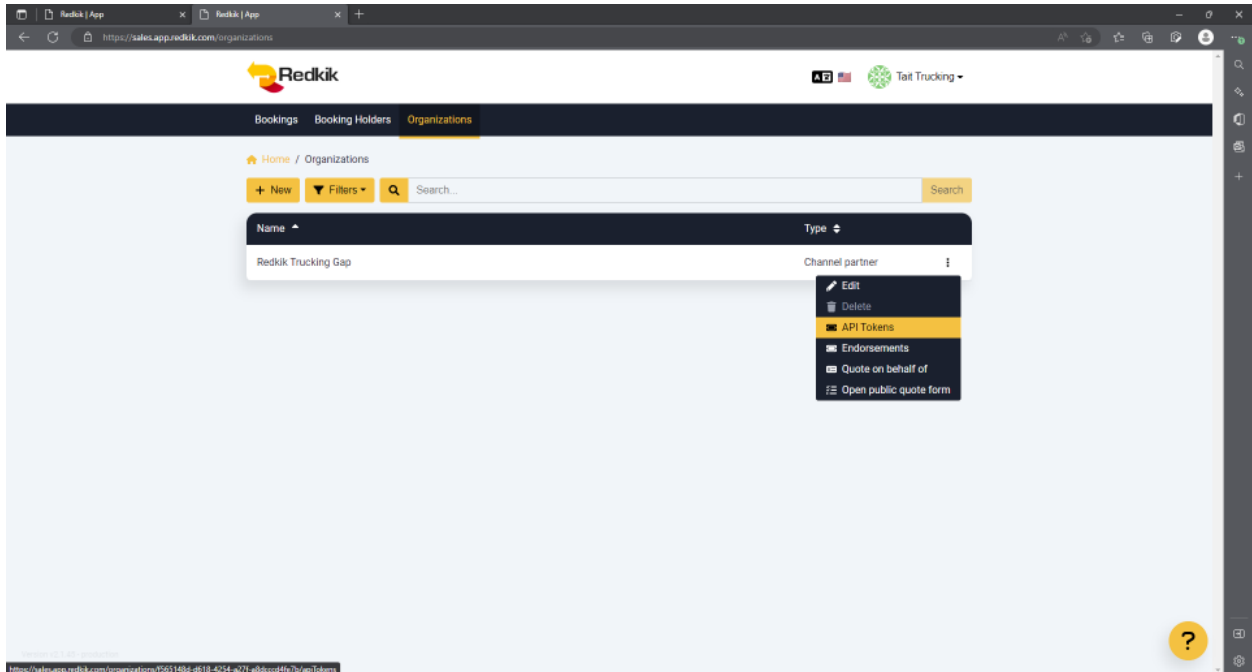 Redkik | App
Redkik | App
https://sales.app.redkik.com/organizations
Redkik
Tait Trucking
Bookings Booking Holders Organizations
Home / Organizations
+ New Filters Search... Search
Name Type
Redkik Trucking Gap Channel partner
Edit
Delete
API Tokens
Endorsements
Quote on behalf of
Open public quote form
?